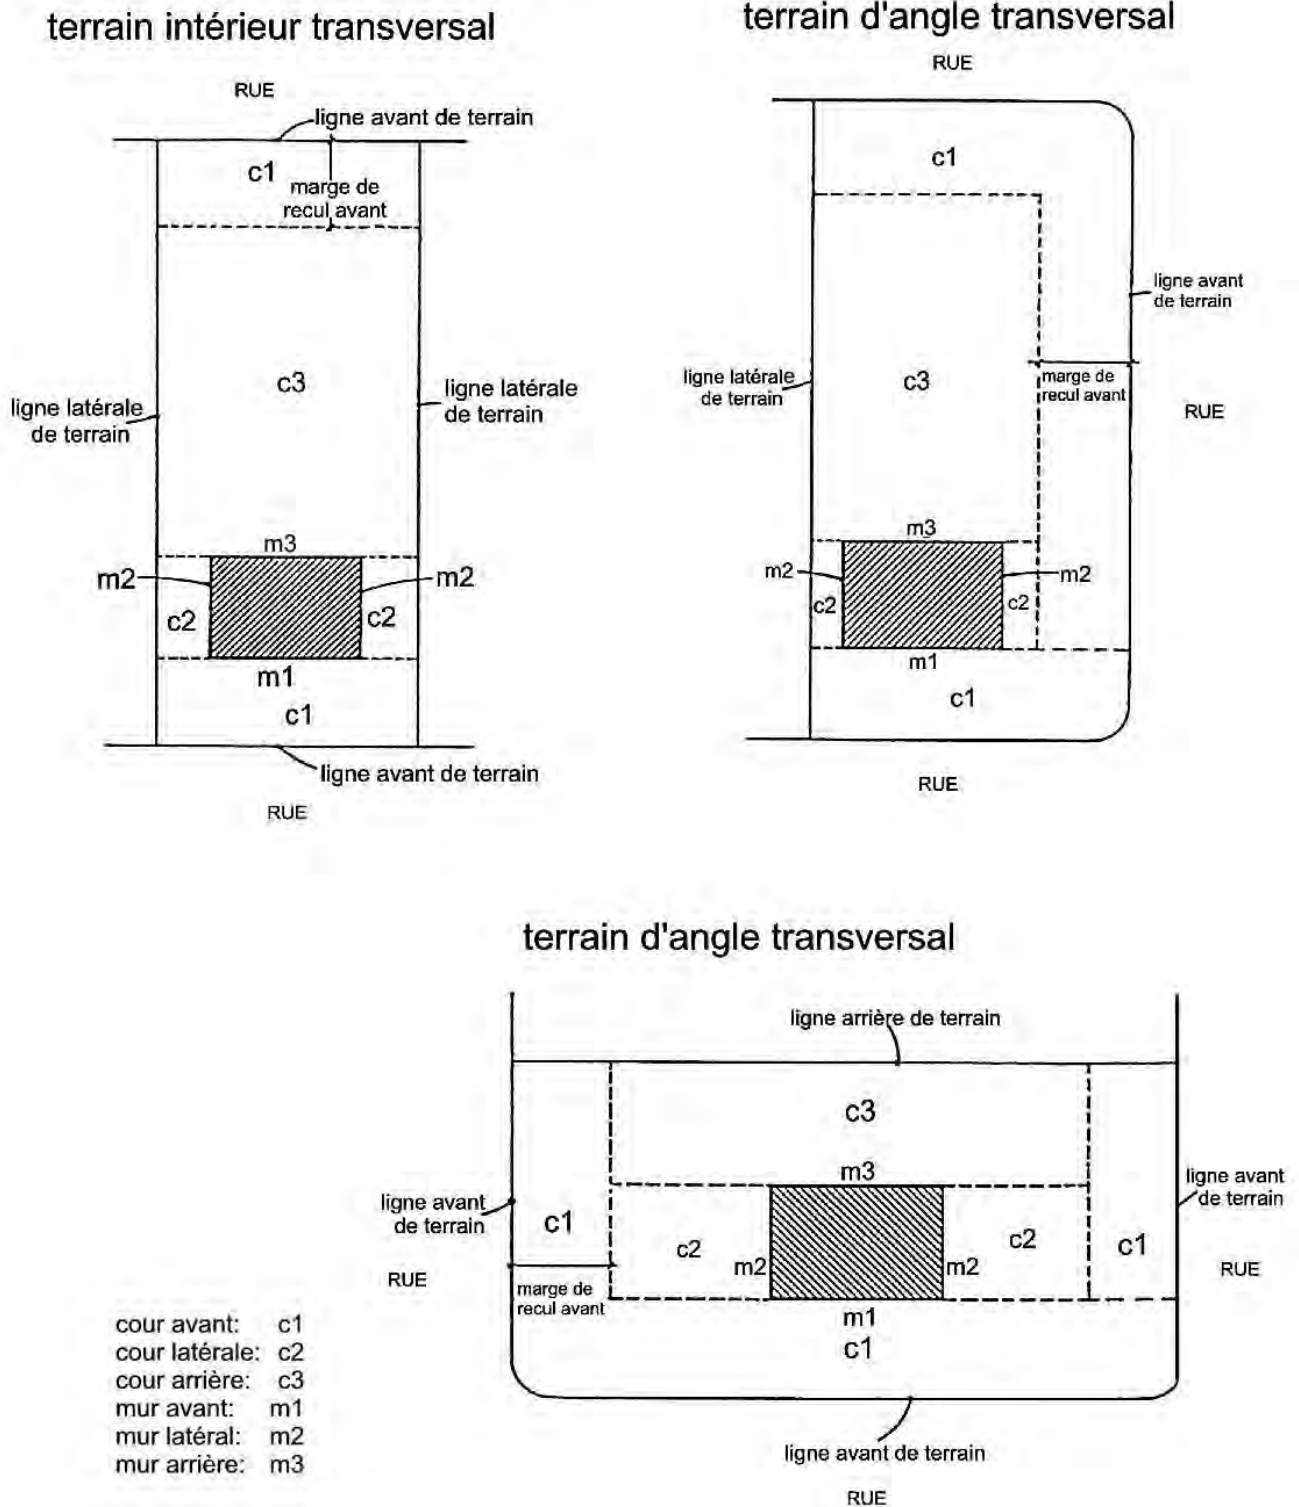 terrain intérieur transversal
RUE
ligne avant de terrain
c1
marge de
recul avant
c3
ligne latérale
de terrain
ligne latérale
de terrain
m3
m2
m2
c2
c2
m1
c1
ligne avant de terrain
RUE
terrain d'angle transversal
RUE
c1
ligne avant
de terrain
ligne latérale
de terrain
c3
marge de
recul avant
RUE
m3
m2
m2
c2
c2
m1
c1
RUE
terrain d'angle transversal
ligne arrière de terrain
c3
m3
ligne avant
de terrain
ligne avant
de terrain
c1
c2
m2
m2
c2
c1
RUE
RUE
marge de
recul avant
m1
c1
ligne avant de terrain
RUE
cour avant: c1
cour latérale: c2
cour arrière: c3
mur avant: m1
mur latéral: m2
mur arrière: m3